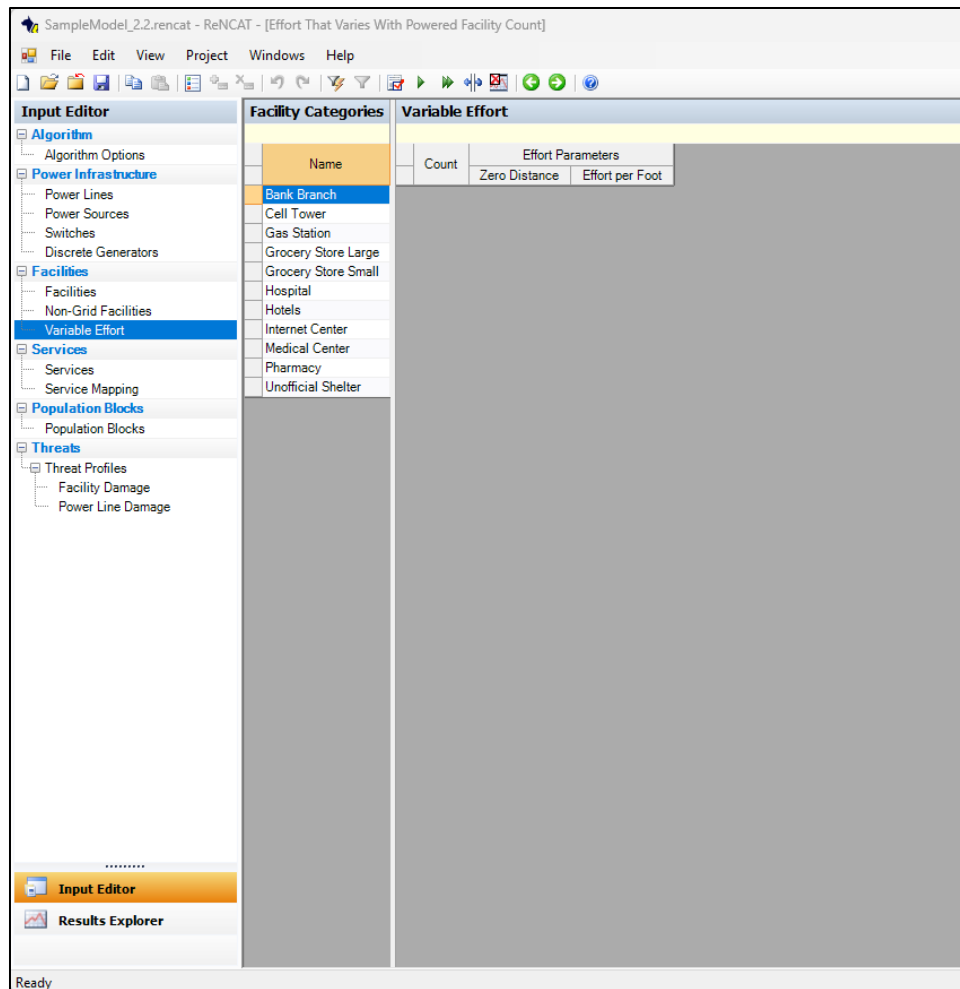 SampleModel_2.2.rencat - ReNCAT - [Effort That Varies With Powered Facility Count]
File Edit View Project Windows Help
Input Editor
Algorithm
Algorithm Options
Power Infrastructure
Power Lines
Power Sources
Switches
Discrete Generators
Facilities
Facilities
Non-Grid Facilities
Variable Effort
Services
Services
Service Mapping
Population Blocks
Population Blocks
Threats
Threat Profiles
Facility Damage
Power Line Damage
Input Editor
Results Explorer
Facility Categories
Name
Bank Branch
Cell Tower
Gas Station
Grocery Store Large
Grocery Store Small
Hospital
Hotels
Internet Center
Medical Center
Pharmacy
Unofficial Shelter
Variable Effort
Count
Effort Parameters
Zero Distance Effort per Foot
Ready